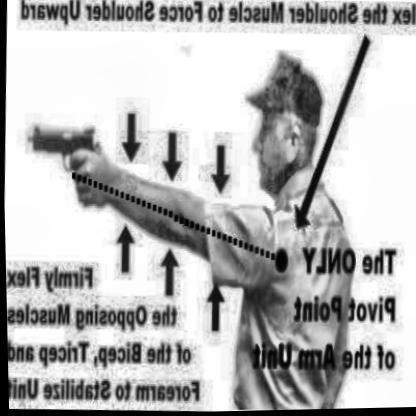 lex the Shoulder Muscle to Force Shoulder Upward
The ONLY
Pivot Point
of the Arm Unit
Firmly Flex
the Opposing Muscles
of the Bicep, Tricep and
Forearm to Stabilize Unit